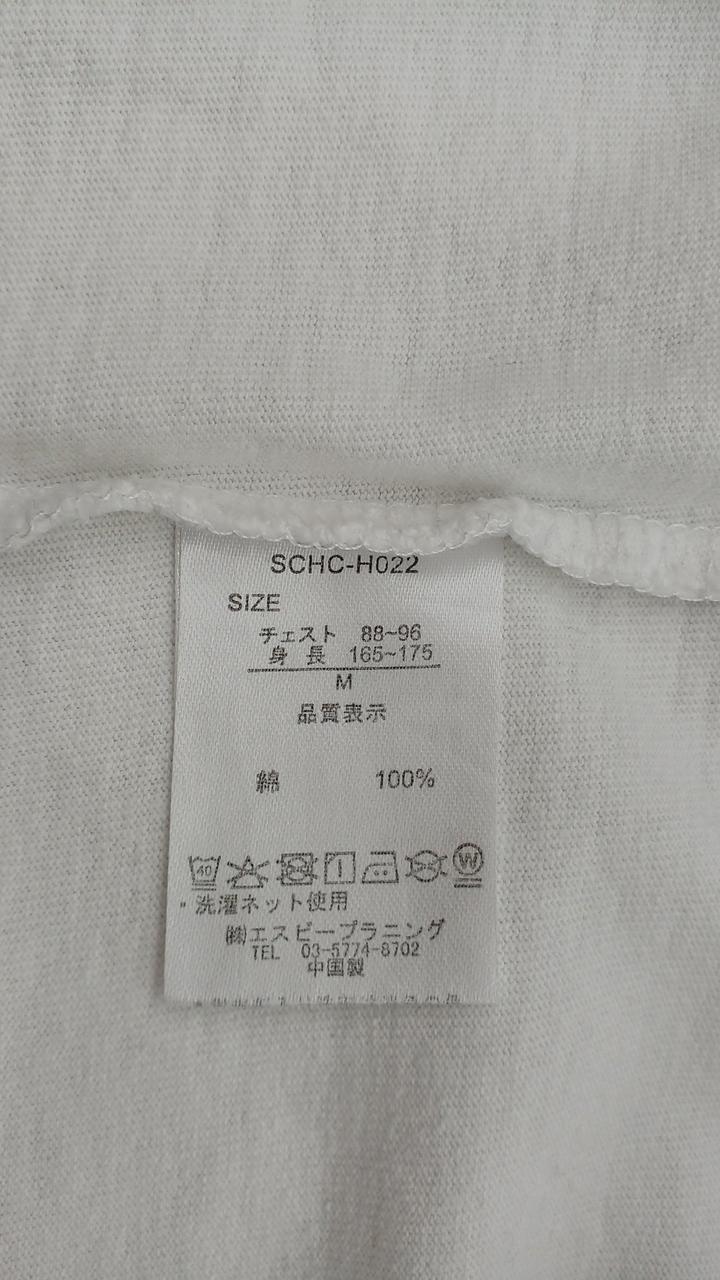 SCHC-H022
SIZE
チェスト 88~96
身 長 165~175
M
品質表示
綿 100%
40 W
・洗濯ネット使用
㈱エスビープラニング
TEL 03-5774-8702
中国製